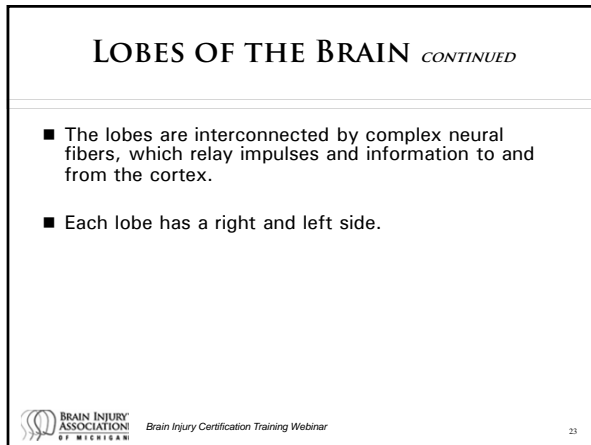 LOBES OF THE BRAIN CONTINUED
■ The lobes are interconnected by complex neural
fibers, which relay impulses and information to and
from the cortex.
■ Each lobe has a right and left side.
BRAIN INJURY
ASSOCIATION
OF MICHIGAN
Brain Injury Certification Training Webinar
23